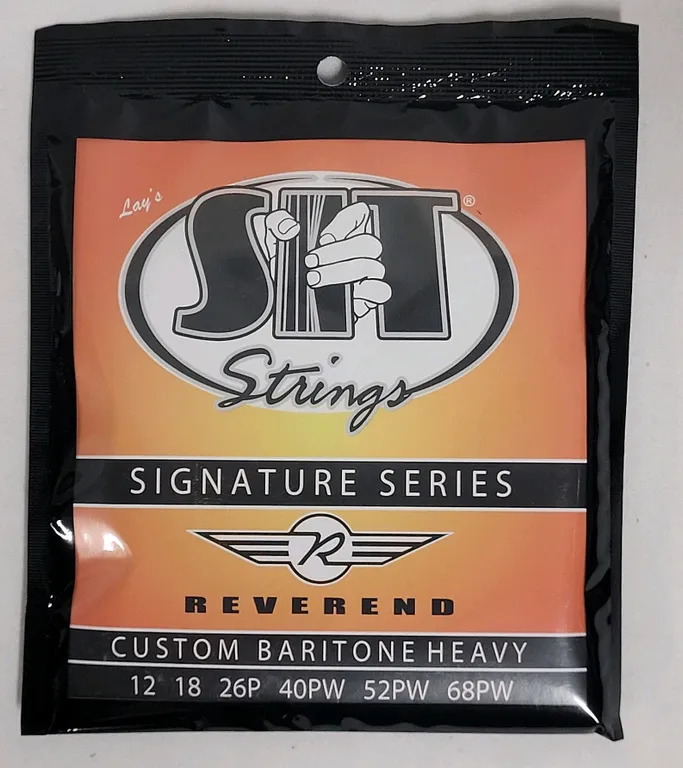 Lay's
SIT®
Strings
SIGNATURE SERIES
R
REVEREND
CUSTOM BARITONE HEAVY
12 18 26P 40PW 52PW 68PW